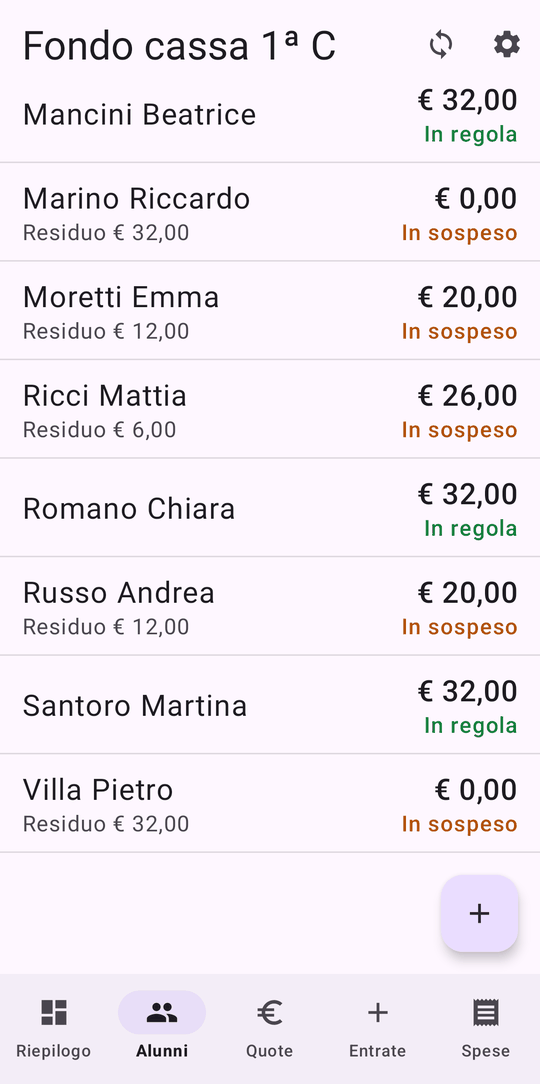 Fondo cassa 1ª C
Mancini Beatrice
€ 32,00
In regola
Marino Riccardo
€ 0,00
Residuo € 32,00
In sospeso
Moretti Emma
€ 20,00
Residuo € 12,00
In sospeso
Ricci Mattia
€ 26,00
Residuo € 6,00
In sospeso
Romano Chiara
€ 32,00
In regola
Russo Andrea
€ 20,00
Residuo € 12,00
In sospeso
Santoro Martina
€ 32,00
In regola
Villa Pietro
€ 0,00
Residuo € 32,00
In sospeso
Riepilogo
Alunni
Quote
Entrate
Spese